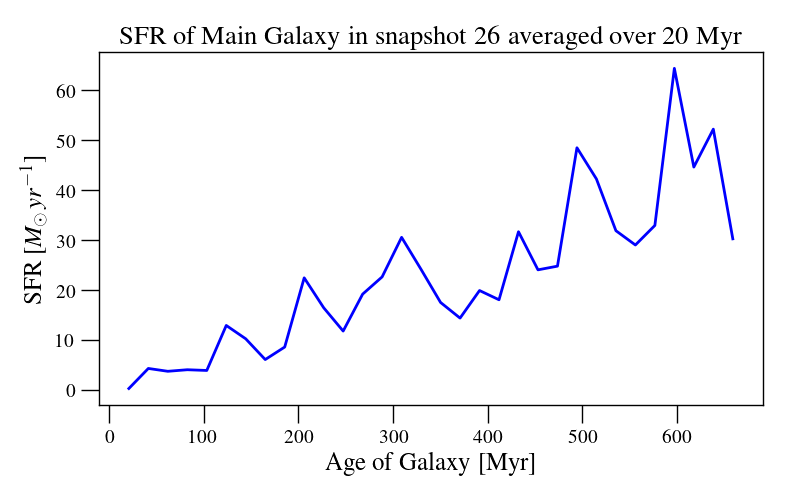 SFR of Main Galaxy in snapshot 26 averaged over 20 Myr
60
50
40
30
20
10
0
SFR [M⊙ yr⁻¹]
0 100 200 300 400 500 600
Age of Galaxy [Myr]